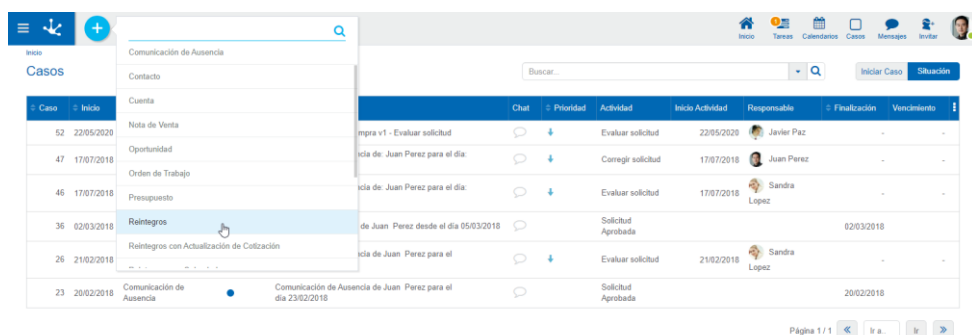 1
Inicio
Tareas
Calendarios
Casos
Mensajes
Invitar
Inicio
Casos
Buscar...
Iniciar Caso
Situación
Comunicación de Ausencia
Contacto
Cuenta
Nota de Venta
Oportunidad
Orden de Trabajo
Presupuesto
Reintegros
Reintegros con Actualización de Cotización
Caso Inicio Chat Prioridad Actividad Inicio Actividad Responsable Finalización Vencimiento
52 22/05/2020 mpra v1 - Evaluar solicitud Evaluar solicitud 22/05/2020 Javier Paz - -
47 17/07/2018 cia de: Juan Perez para el día: Corregir solicitud 17/07/2018 Juan Perez - -
46 17/07/2018 cia de: Juan Perez para el día: Evaluar solicitud 17/07/2018 Sandra - -
Lopez
36 02/03/2018 de Juan Perez desde el día 05/03/2018 Solicitud 02/03/2018 -
Aprobada
26 21/02/2018 cia de Juan Perez para el Evaluar solicitud 21/02/2018 Sandra - -
Lopez
23 20/02/2018 Comunicación de Comunicación de Ausencia de Juan Perez para el Solicitud 20/02/2018 -
Ausencia día 23/02/2018 Aprobada
Página 1 / 1 « Ir a.. Ir »